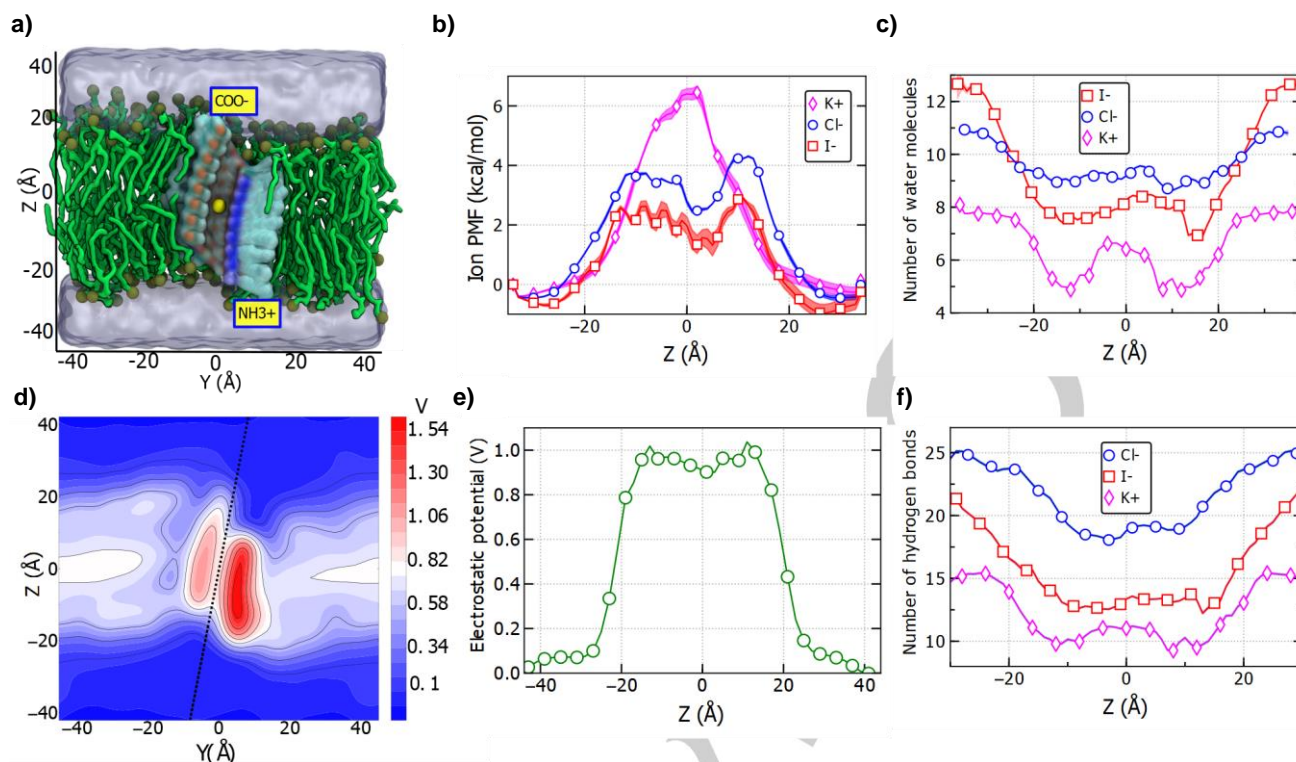 a)
40
20
0
-20
-40
Z (Å)
COO-
NH3+
-40 -20 0 20 40
Y (Å)
b)
6
4
2
0
Ion PMF (kcal/mol)
K+
Cl-
I-
−20 0 20
Z (Å)
c)
12
10
8
6
4
Number of water molecules
I-
Cl-
K+
−20 0 20
Z (Å)
d)
40
20
0
−20
−40
Z (Å)
−40 −20 0 20 40
Y(Å)
V
1. 54
1. 30
1. 06
0. 82
0. 58
0. 34
0. 1
e)
1.0
0.8
0.6
0.4
0.2
0.0
Electrostatic potential (V)
−40 −20 0 20 40
Z (Å)
f)
25
20
15
10
Number of hydrogen bonds
Cl-
I-
K+
−20 0 20
Z (Å)